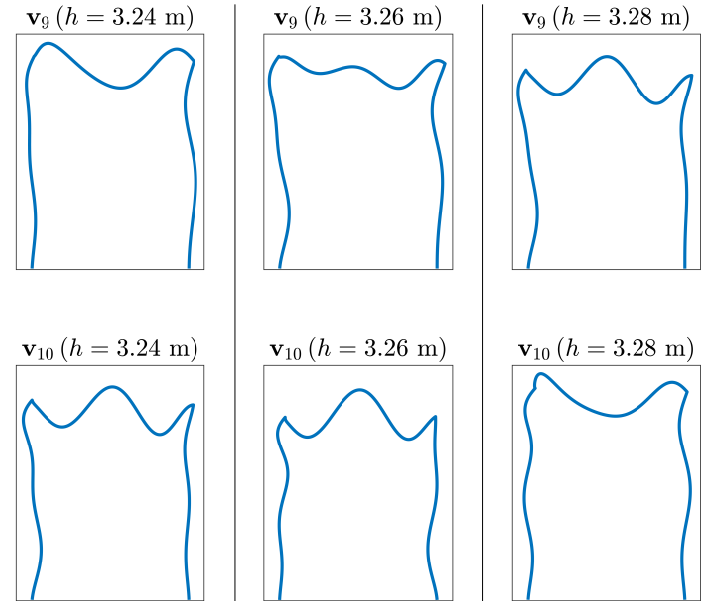 v₉ (h = 3.24 m)
v₉ (h = 3.26 m)
v₉ (h = 3.28 m)
v₁₀ (h = 3.24 m)
v₁₀ (h = 3.26 m)
v₁₀ (h = 3.28 m)